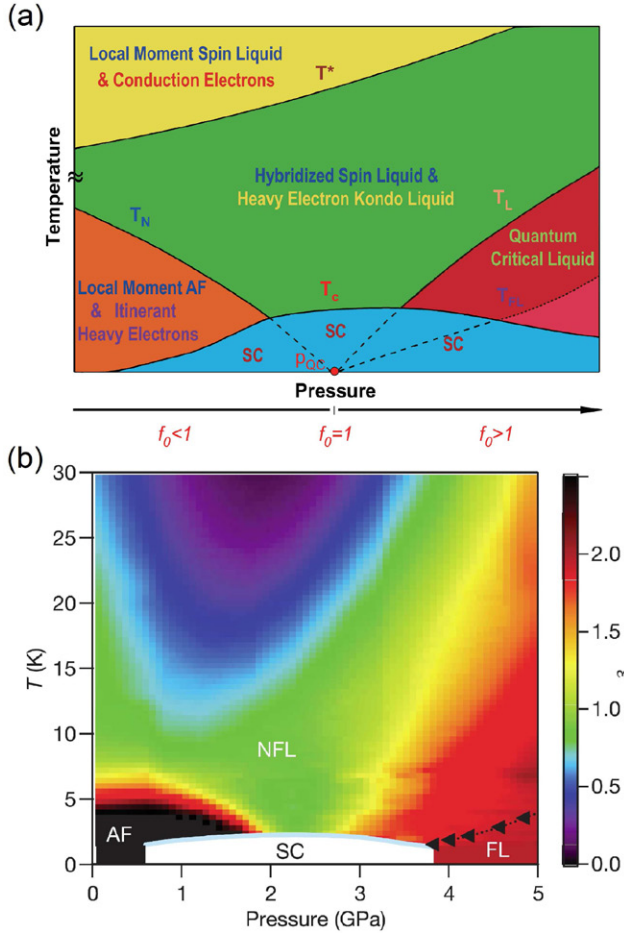 (a)
Local Moment Spin Liquid
& Conduction Electrons
T*
Temperature
≈
Hybridized Spin Liquid &
Heavy Electron Kondo Liquid
T_N
T_L
Quantum
Critical Liquid
Local Moment AF
& Itinerant
Heavy Electrons
T_c
T_FL
SC
SC
SC
p_QC
Pressure
f_0<1
f_0=1
f_0>1
(b)
30
25
20
15
10
5
0
T (K)
NFL
AF
SC
FL
0
1
2
3
4
5
Pressure (GPa)
2.0
1.5
1.0
0.5
0.0
ε